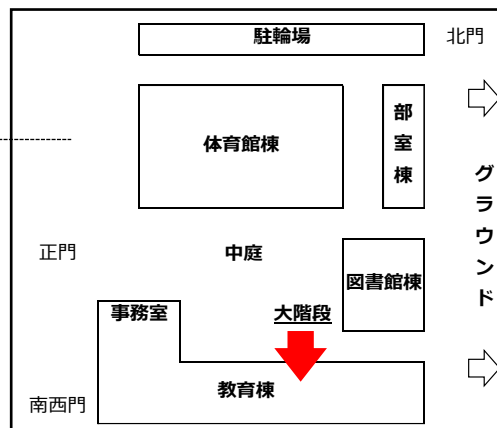 駐輪場
北門
体育館棟
部室棟
グラウンド
正門
中庭
図書館棟
事務室
大階段
教育棟
南西門